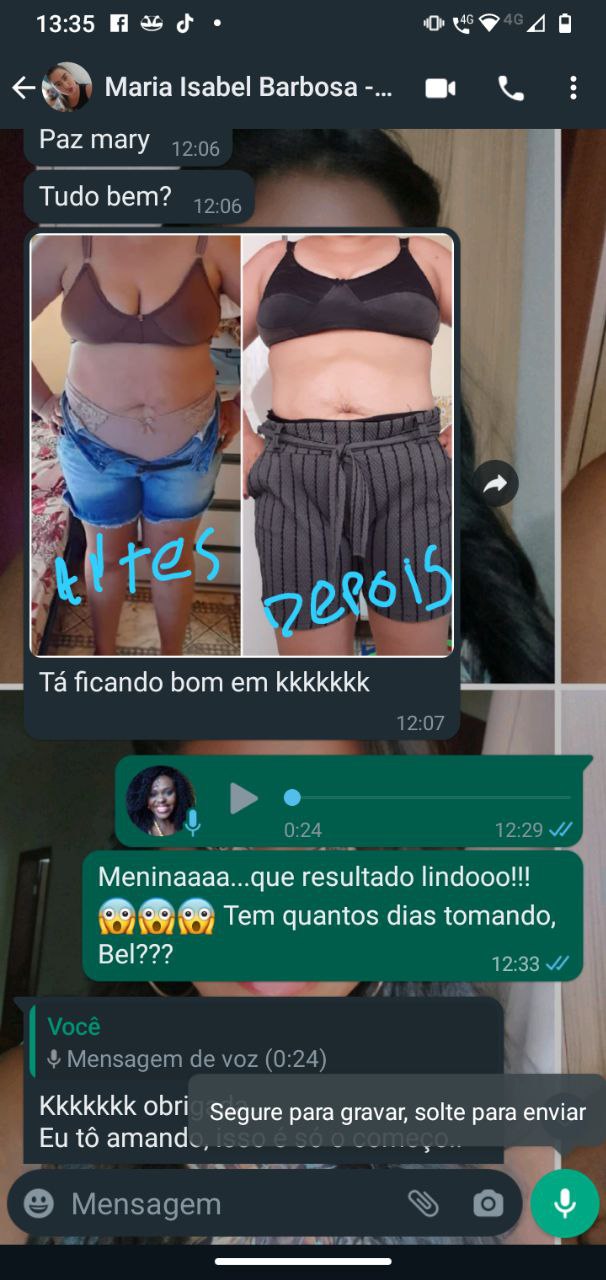 13:35
4G
4G
Maria Isabel Barbosa -...
Paz mary 12:06
Tudo bem? 12:06
Antes
DEPOIS
Tá ficando bom em kkkkkkk
12:07
0:24 12:29
Meninaaaa...que resultado lindooo!!!
😱😱😱 Tem quantos dias tomando,
Bel???
12:33
Você
Mensagem de voz (0:24)
Kkkkkkk obrigada
Segure para gravar, solte para enviar
Eu tô amando, isso é só o começo..
Mensagem